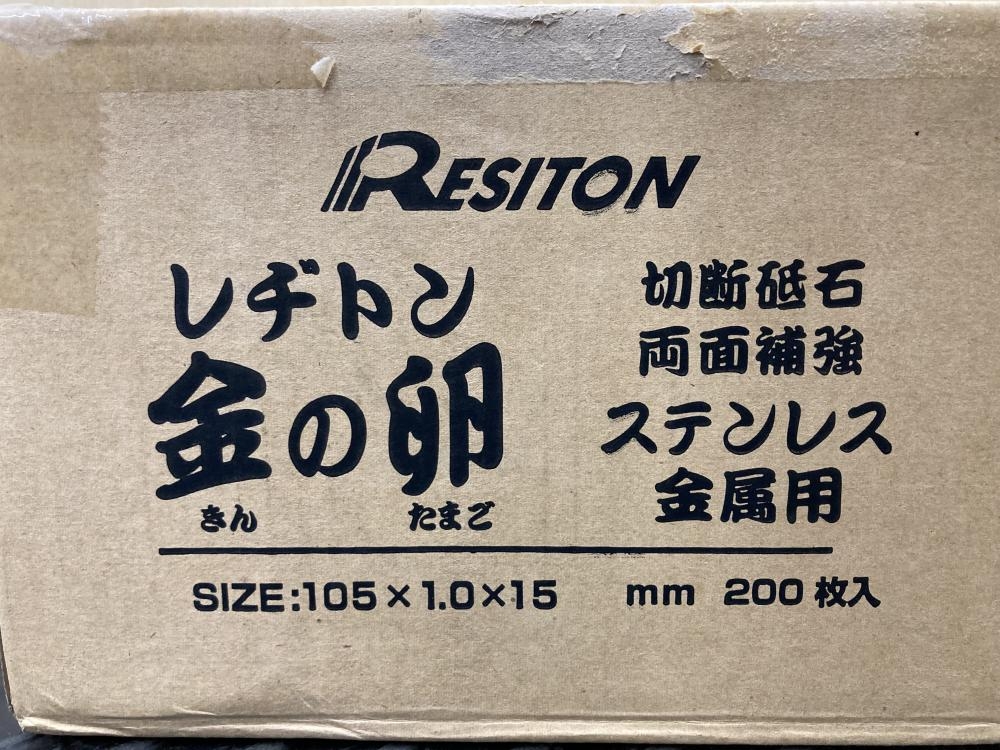 RESITON
レヂトン
金の卵
きん たまご
切断砥石
両面補強
ステンレス
金属用
SIZE:105×1.0×15 mm 200枚入